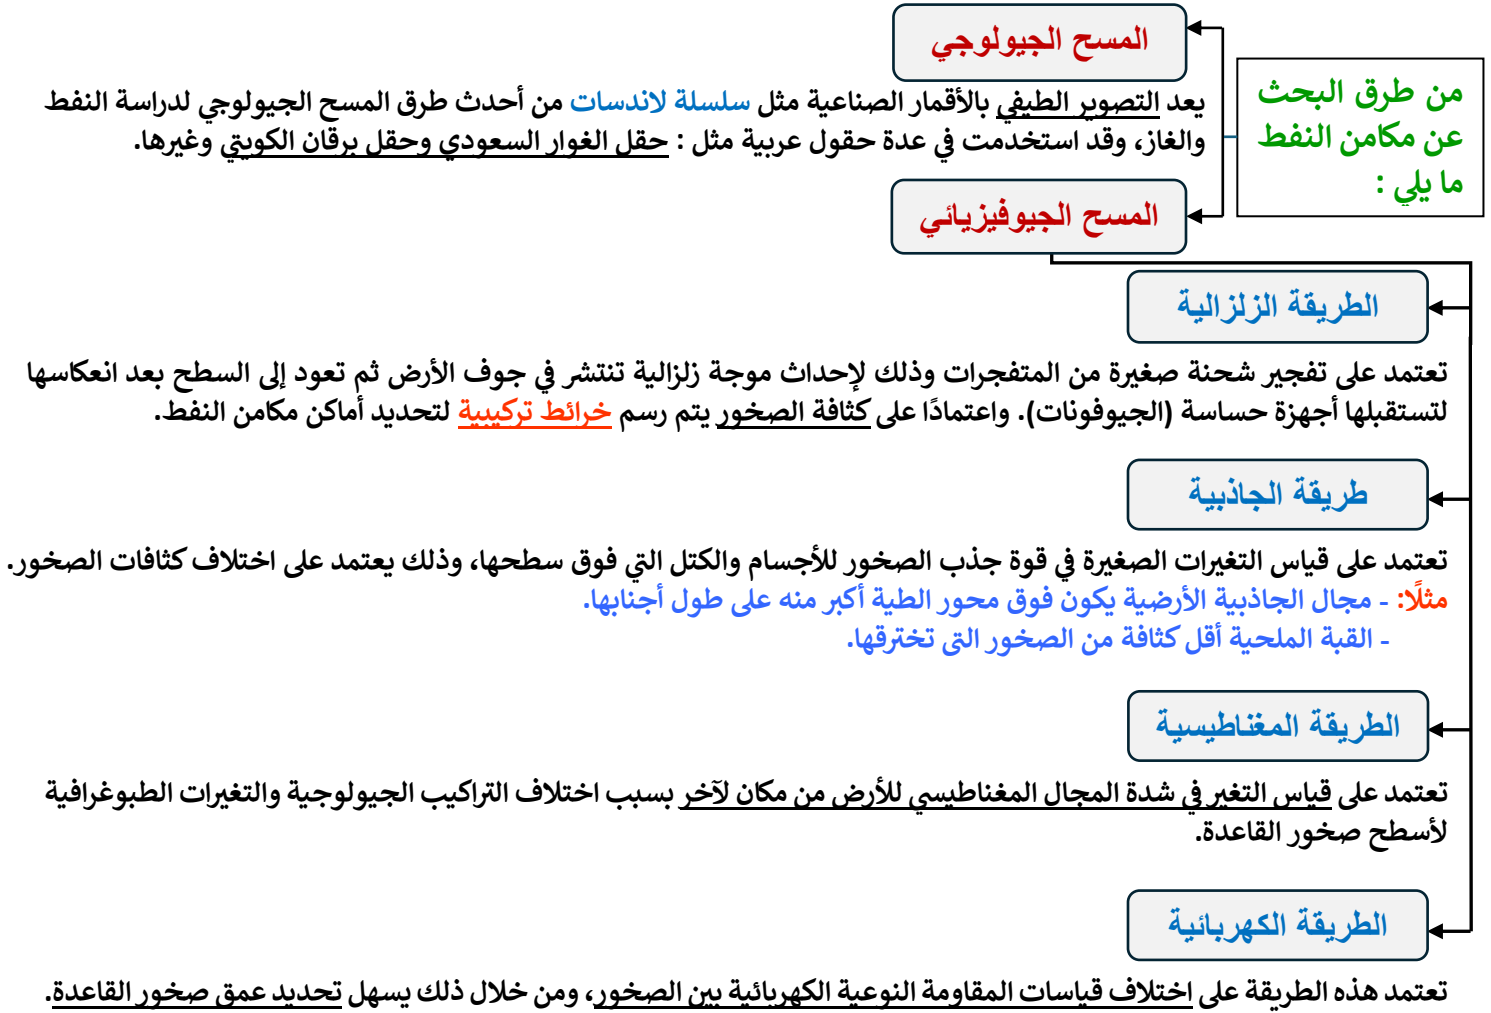 من طرق البحث
عن مكامن النفط
ما يلي :
المسح الجيولوجي
يعد التصوير الطيفي بالأقمار الصناعية مثل سلسلة لاندسات من أحدث طرق المسح الجيولوجي لدراسة النفط
والغاز، وقد استخدمت في عدة حقول عربية مثل : حقل الغوار السعودي وحقل برقان الكويتي وغيرها.
المسح الجيوفيزيائي
الطريقة الزلزالية
تعتمد على تفجير شحنة صغيرة من المتفجرات وذلك لإحداث موجة زلزالية تنتشر في جوف الأرض ثم تعود إلى السطح بعد انعكاسها
لتستقبلها أجهزة حساسة (الجيوفونات). واعتمادًا على كثافة الصخور يتم رسم خرائط تركيبية لتحديد أماكن مكامن النفط.
طريقة الجاذبية
تعتمد على قياس التغيرات الصغيرة في قوة جذب الصخور للأجسام والكتل التي فوق سطحها، وذلك يعتمد على اختلاف كثافات الصخور.
مثلًا: - مجال الجاذبية الأرضية يكون فوق محور الطية أكبر منه على طول أجنابها.
- القبة الملحية أقل كثافة من الصخور التى تخترقها.
الطريقة المغناطيسية
تعتمد على قياس التغير في شدة المجال المغناطيسي للأرض من مكان لآخر بسبب اختلاف التراكيب الجيولوجية والتغيرات الطبوغرافية
لأسطح صخور القاعدة.
الطريقة الكهربائية
تعتمد هذه الطريقة على اختلاف قياسات المقاومة النوعية الكهربائية بين الصخور، ومن خلال ذلك يسهل تحديد عمق صخور القاعدة.